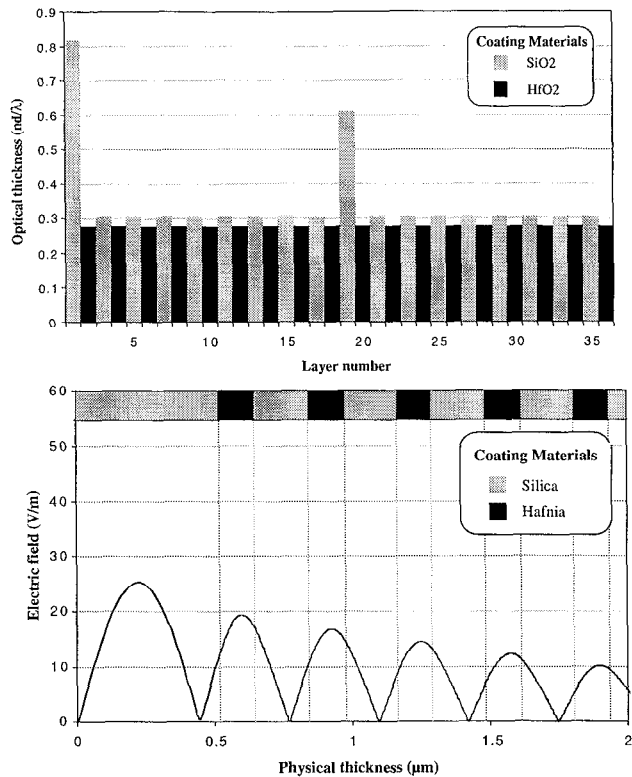 0.9
0.8
0.7
0.6
0.5
0.4
0.3
0.2
0.1
0
Optical thickness (nd/λ)
Coating Materials
SiO2
HfO2
5 10 15 20 25 30 35
Layer number
60
50
40
30
20
10
0
Electric field (V/m)
Coating Materials
Silica
Hafnia
0 0.5 1 1.5 2
Physical thickness (µm)